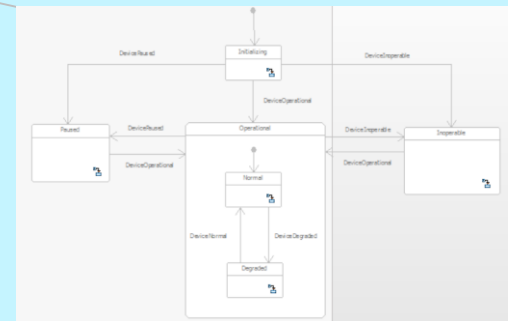 DevicePaused
Initializing
DeviceInoperable
DeviceOperational
Paused
DevicePaused
Operational
DeviceInoperable
Inoperable
DeviceOperational
DeviceOperational
Normal
DeviceNormal
DeviceDegraded
Degraded